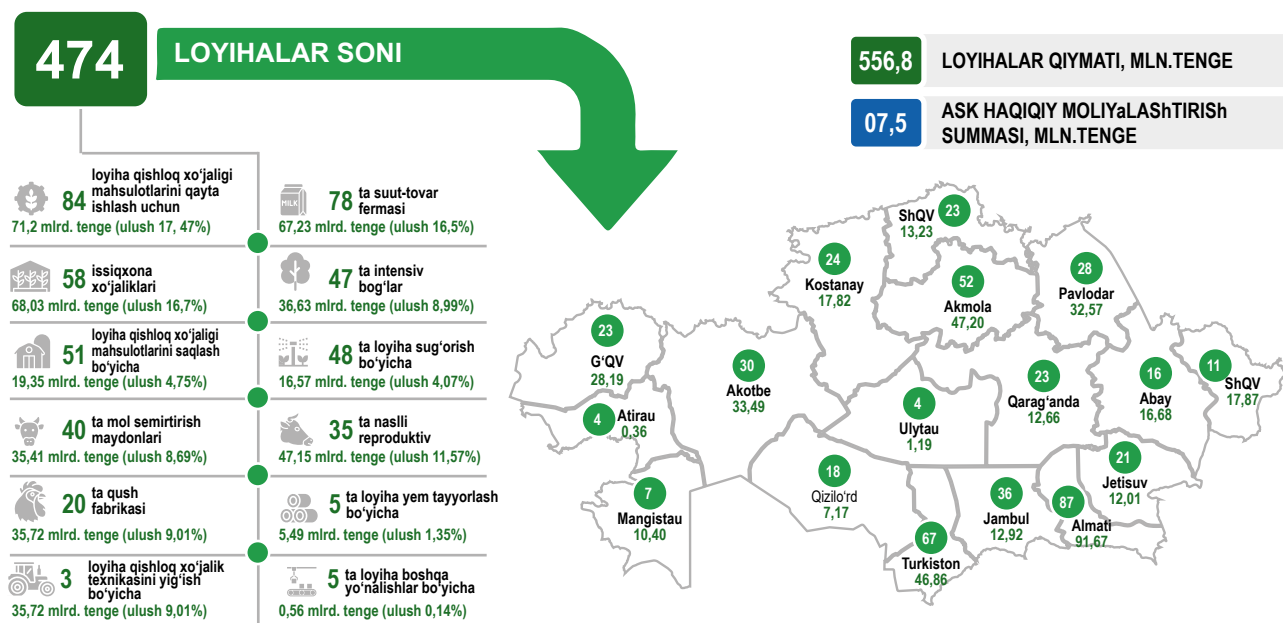 474
LOYIHALAR SONI
556,8
LOYIHALAR QIYMATI, MLN.TENGE
07,5
ASK HAQIQIY MOLIYaLAShTIRISh
SUMMASI, MLN.TENGE
84
loyiha qishloq xo‘jaligi
mahsulotlarini qayta
ishlash uchun
71,2 mlrd. tenge (ulush 17, 47%)
MILK
78
ta suut-tovar
fermasi
67,23 mlrd. tenge (ulush 16,5%)
58
issiqxona
xo‘jaliklari
68,03 mlrd. tenge (ulush 16,7%)
47
ta intensiv
bog‘lar
36,63 mlrd. tenge (ulush 8,99%)
51
loyiha qishloq xo‘jaligi
mahsulotlarini saqlash
bo‘yicha
19,35 mlrd. tenge (ulush 4,75%)
48
ta loyiha sug‘orish
bo‘yicha
16,57 mlrd. tenge (ulush 4,07%)
40
ta mol semirtirish
maydonlari
35,41 mlrd. tenge (ulush 8,69%)
35
ta naslli
reproduktiv
47,15 mlrd. tenge (ulush 11,57%)
20
ta qush
fabrikasi
35,72 mlrd. tenge (ulush 9,01%)
5
ta loyiha yem tayyorlash
bo‘yicha
5,49 mlrd. tenge (ulush 1,35%)
3
loyiha qishloq xo‘jalik
texnikasini yig‘ish
bo‘yicha
35,72 mlrd. tenge (ulush 9,01%)
5
ta loyiha boshqa
yo‘nalishlar bo‘yicha
0,56 mlrd. tenge (ulush 0,14%)
ShQV 23
13,23
24
Kostanay
17,82
52
Akmola
47,20
28
Pavlodar
32,57
23
G‘QV
28,19
30
Akotbe
33,49
4
Atirau
0,36
4
Ulytau
1,19
23
Qarag‘anda
12,66
16
Abay
16,68
11
ShQV
17,87
7
Mangistau
10,40
18
Qizilo‘rd
7,17
67
Turkiston
46,86
36
Jambul
12,92
87
Almati
91,67
21
Jetisuv
12,01